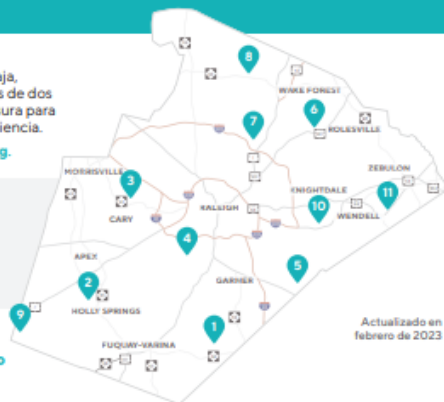 aja,
s de dos
ura para
iencia.
g.
8
WAKE FOREST
7
6
ROLESVILLE
MORRISVILLE
3
ZEBULON
KNIGHTDALE
11
CARY
RALEIGH
10
WENDELL
4
APEX
5
2
GARNER
HOLLY SPRINGS
9
1
FUQUAY-VARINA
Actualizado en
febrero de 2023
o